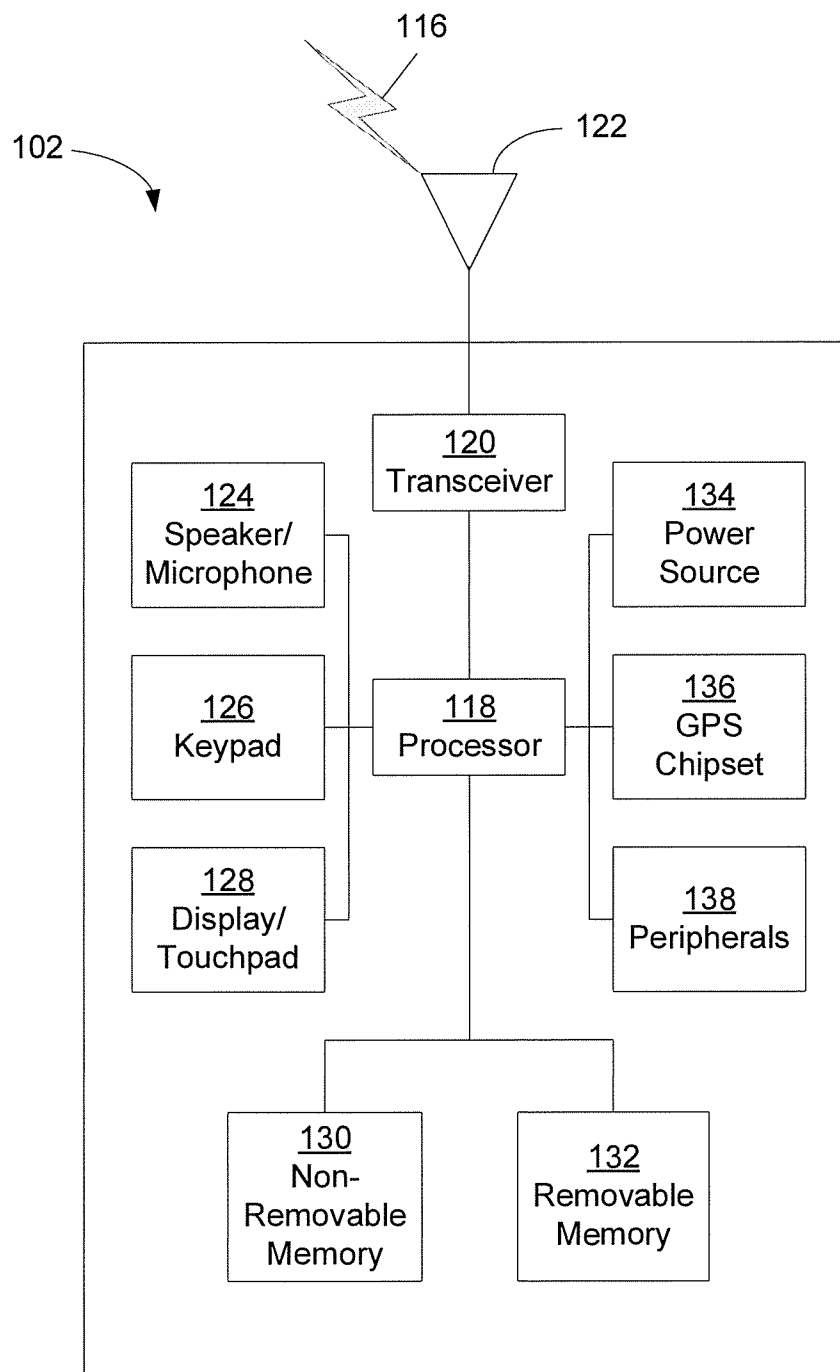 116
122
102
120
Transceiver
124
Speaker/
Microphone
134
Power
Source
126
Keypad
118
Processor
136
GPS
Chipset
128
Display/
Touchpad
138
Peripherals
130
Non-
Removable
Memory
132
Removable
Memory